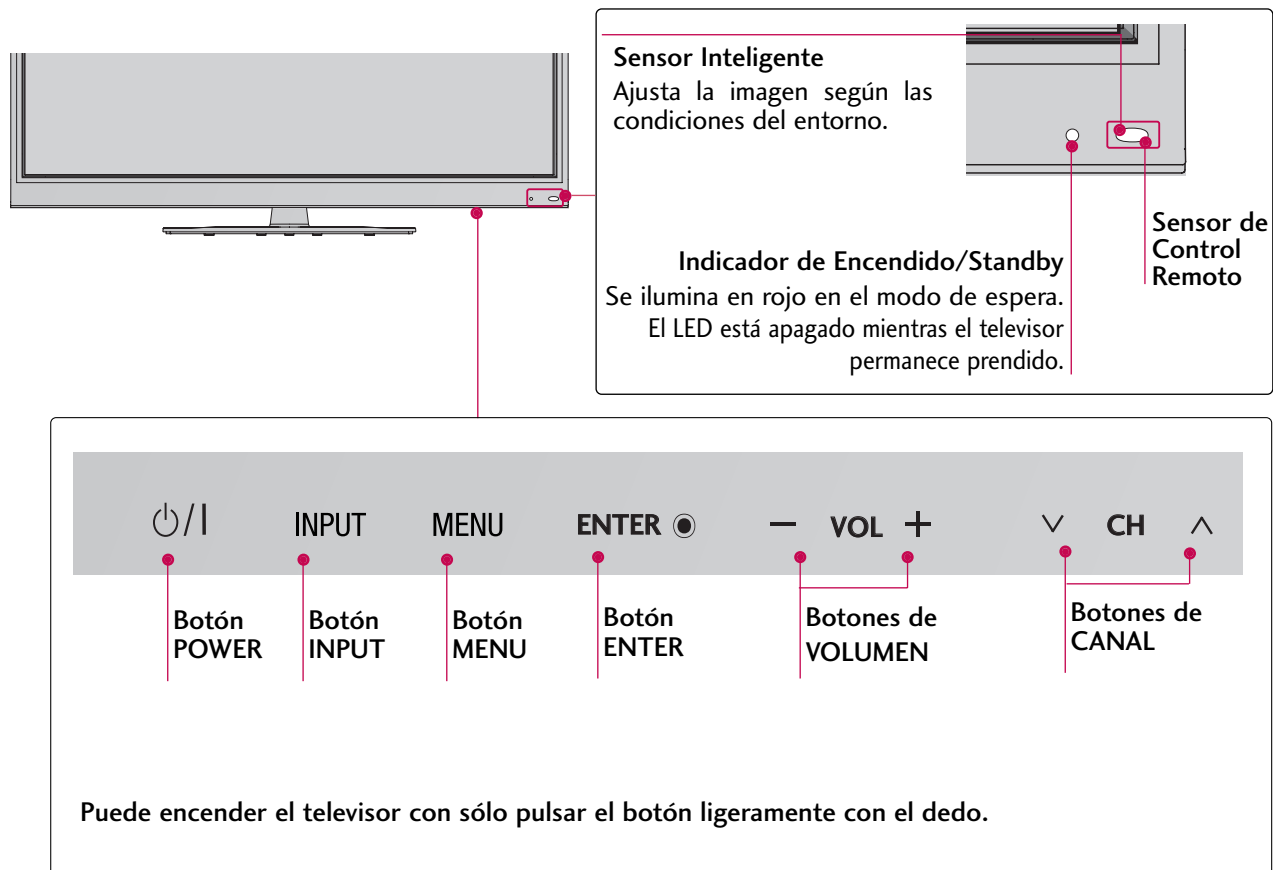 Sensor Inteligente
Ajusta la imagen según las
condiciones del entorno.
Sensor de
Control
Remoto
Indicador de Encendido/Standby
Se ilumina en rojo en el modo de espera.
El LED está apagado mientras el televisor
permanece prendido.
/I INPUT MENU ENTER VOL CH
Botón
POWER
Botón
INPUT
Botón
MENU
Botón
ENTER
Botones de
VOLUMEN
Botones de
CANAL
Puede encender el televisor con sólo pulsar el botón ligeramente con el dedo.